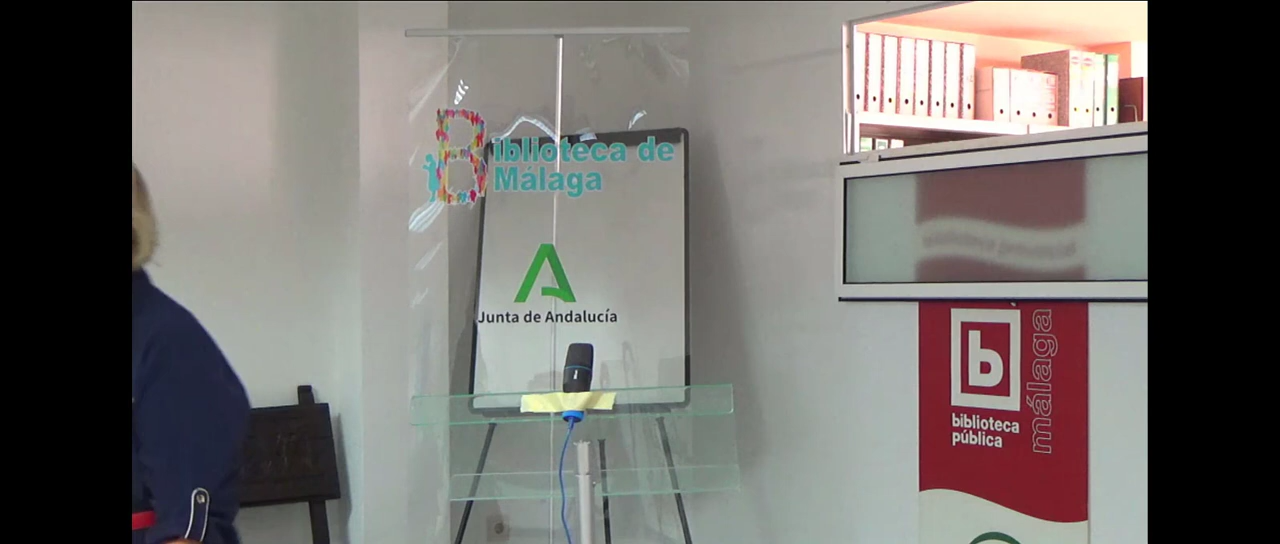 Biblioteca de
Málaga
Junta de Andalucía
b
biblioteca
pública
málaga